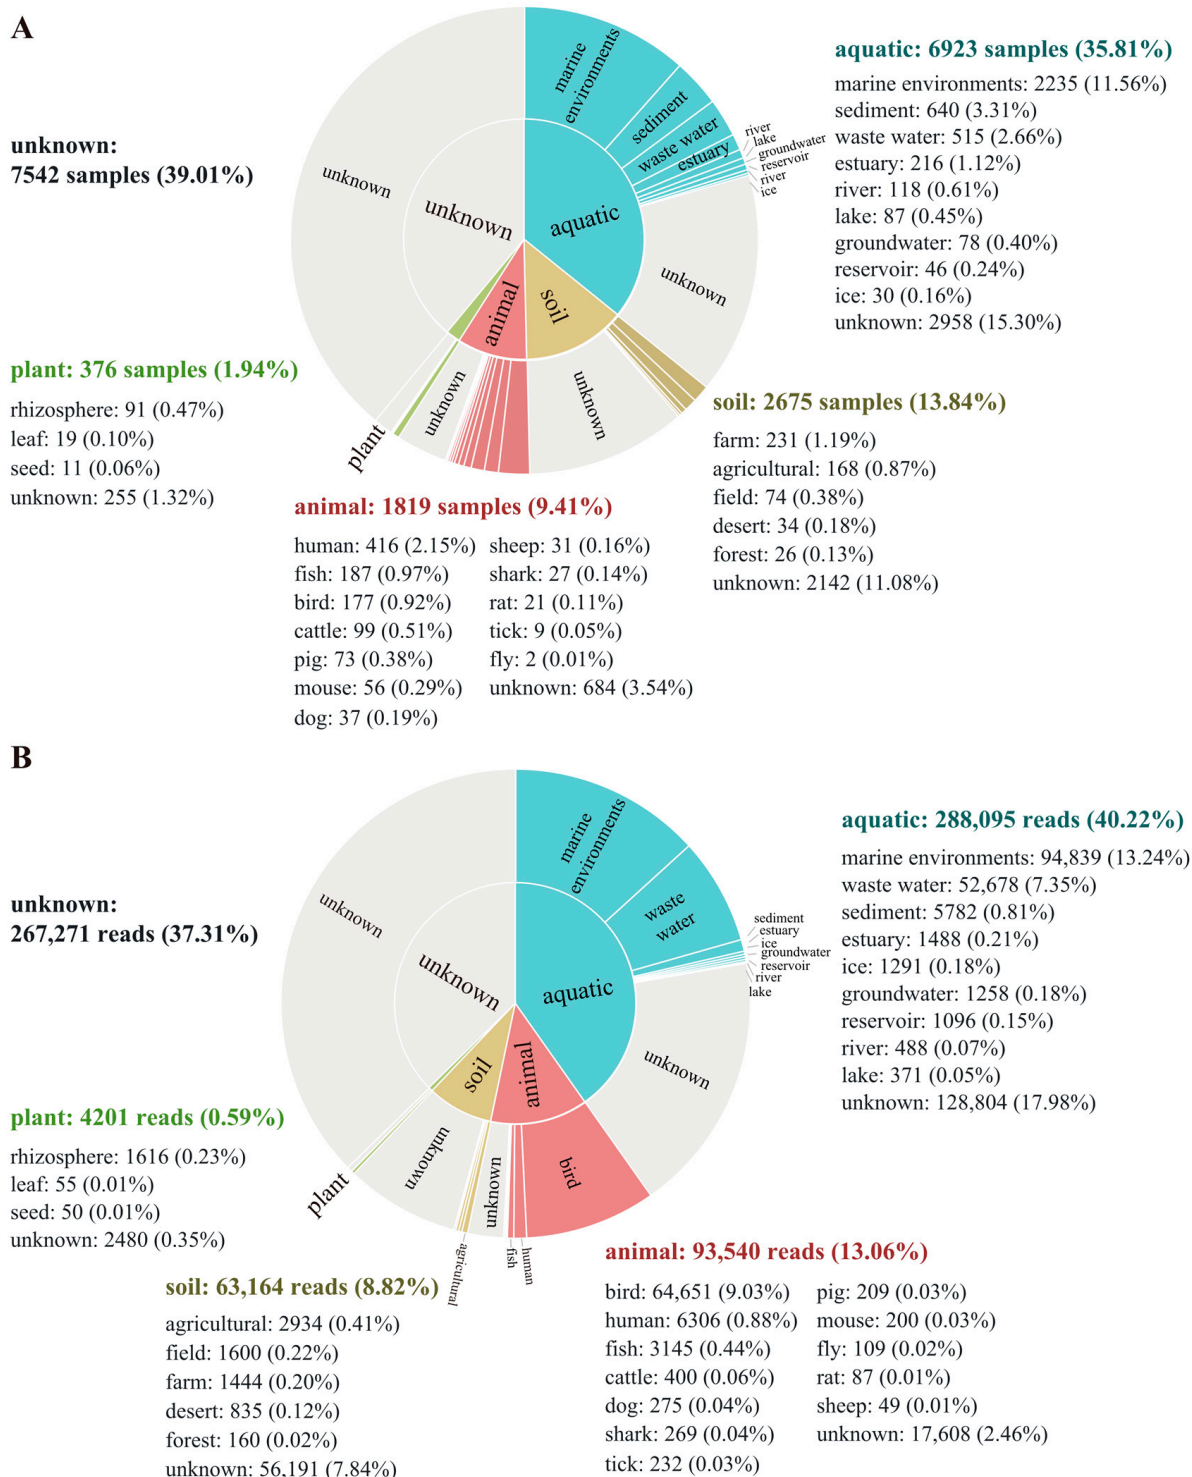 A
unknown:
7542 samples (39.01%)
marine
environments
sediment
waste water
estuary
river
lake
groundwater
reservoir
river
ice
unknown
unknown
aquatic
unknown
animal
soil
unknown
unknown
plant
aquatic: 6923 samples (35.81%)
marine environments: 2235 (11.56%)
sediment: 640 (3.31%)
waste water: 515 (2.66%)
estuary: 216 (1.12%)
river: 118 (0.61%)
lake: 87 (0.45%)
groundwater: 78 (0.40%)
reservoir: 46 (0.24%)
ice: 30 (0.16%)
unknown: 2958 (15.30%)
plant: 376 samples (1.94%)
rhizosphere: 91 (0.47%)
leaf: 19 (0.10%)
seed: 11 (0.06%)
unknown: 255 (1.32%)
soil: 2675 samples (13.84%)
farm: 231 (1.19%)
agricultural: 168 (0.87%)
field: 74 (0.38%)
desert: 34 (0.18%)
forest: 26 (0.13%)
unknown: 2142 (11.08%)
animal: 1819 samples (9.41%)
human: 416 (2.15%)
fish: 187 (0.97%)
bird: 177 (0.92%)
cattle: 99 (0.51%)
pig: 73 (0.38%)
mouse: 56 (0.29%)
dog: 37 (0.19%)
sheep: 31 (0.16%)
shark: 27 (0.14%)
rat: 21 (0.11%)
tick: 9 (0.05%)
fly: 2 (0.01%)
unknown: 684 (3.54%)
B
unknown:
267,271 reads (37.31%)
marine
environments
waste
water
sediment
estuary
ice
groundwater
reservoir
river
lake
unknown
unknown
aquatic
unknown
soil
animal
unknown
unknown
bird
plant
agricultural
fish
human
aquatic: 288,095 reads (40.22%)
marine environments: 94,839 (13.24%)
waste water: 52,678 (7.35%)
sediment: 5782 (0.81%)
estuary: 1488 (0.21%)
ice: 1291 (0.18%)
groundwater: 1258 (0.18%)
reservoir: 1096 (0.15%)
river: 488 (0.07%)
lake: 371 (0.05%)
unknown: 128,804 (17.98%)
plant: 4201 reads (0.59%)
rhizosphere: 1616 (0.23%)
leaf: 55 (0.01%)
seed: 50 (0.01%)
unknown: 2480 (0.35%)
soil: 63,164 reads (8.82%)
agricultural: 2934 (0.41%)
field: 1600 (0.22%)
farm: 1444 (0.20%)
desert: 835 (0.12%)
forest: 160 (0.02%)
unknown: 56,191 (7.84%)
animal: 93,540 reads (13.06%)
bird: 64,651 (9.03%)
human: 6306 (0.88%)
fish: 3145 (0.44%)
cattle: 400 (0.06%)
dog: 275 (0.04%)
shark: 269 (0.04%)
tick: 232 (0.03%)
pig: 209 (0.03%)
mouse: 200 (0.03%)
fly: 109 (0.02%)
rat: 87 (0.01%)
sheep: 49 (0.01%)
unknown: 17,608 (2.46%)